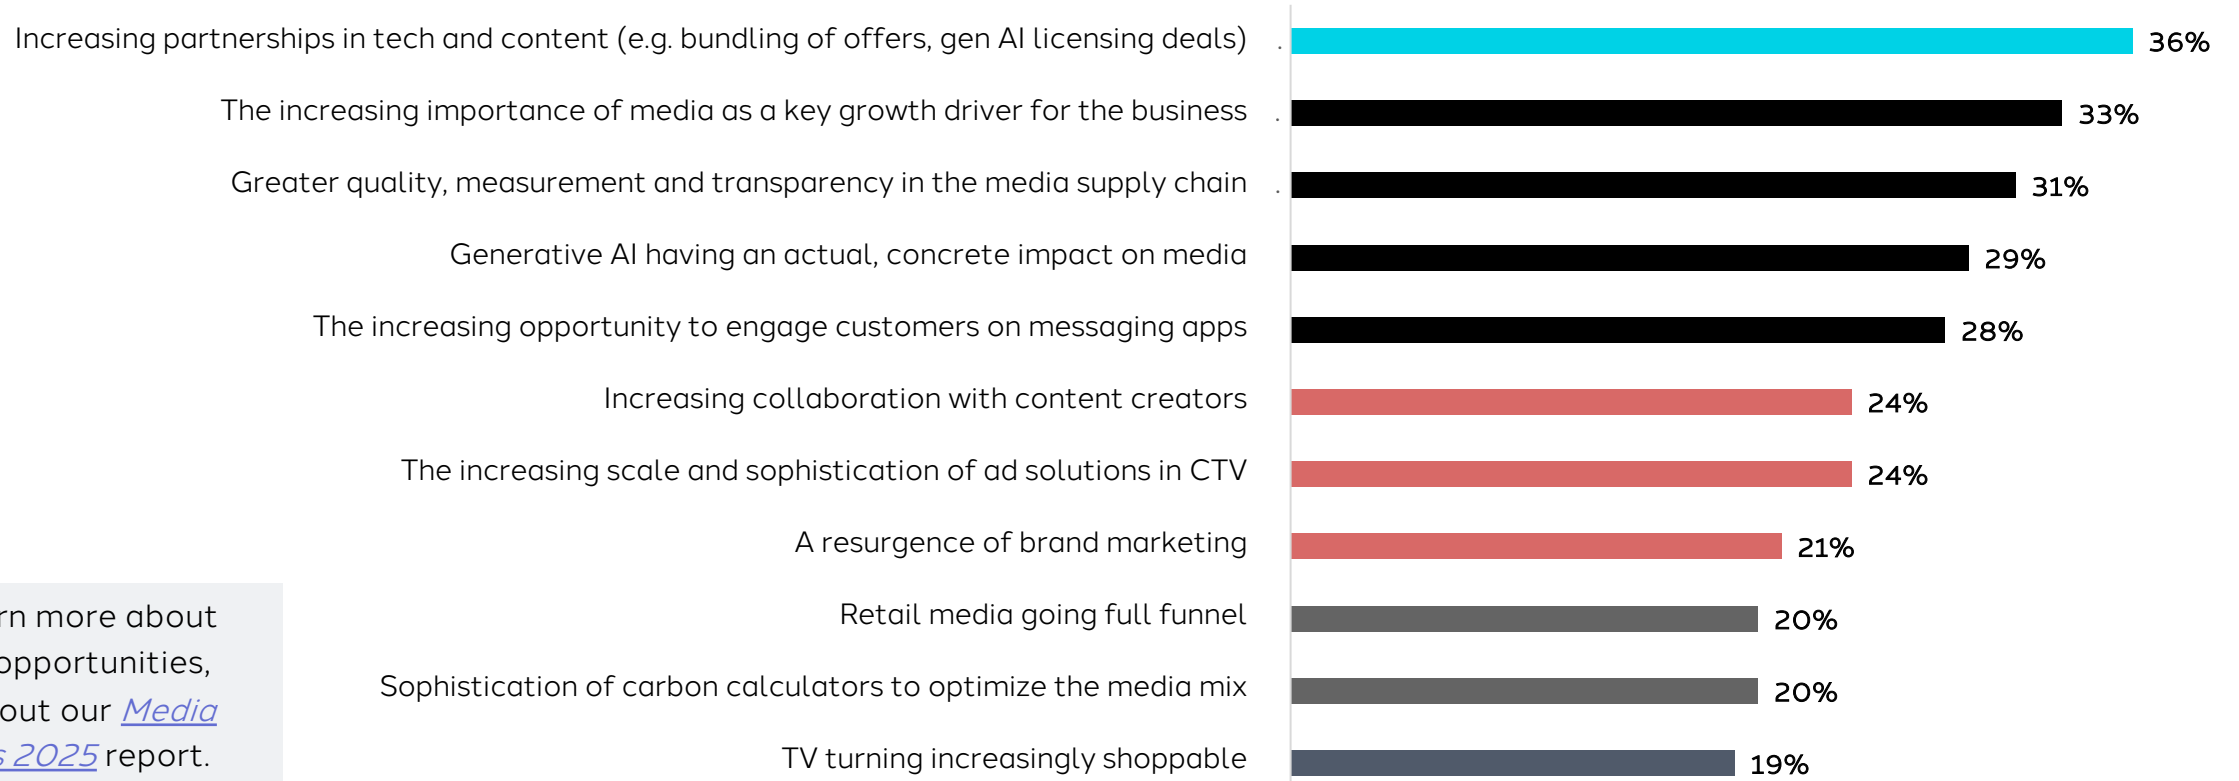 Increasing partnerships in tech and content (e.g. bundling of offers, gen AI licensing deals) . 36%
The increasing importance of media as a key growth driver for the business . 33%
Greater quality, measurement and transparency in the media supply chain . 31%
Generative AI having an actual, concrete impact on media 29%
The increasing opportunity to engage customers on messaging apps 28%
Increasing collaboration with content creators 24%
The increasing scale and sophistication of ad solutions in CTV 24%
A resurgence of brand marketing 21%
Retail media going full funnel 20%
Sophistication of carbon calculators to optimize the media mix 20%
TV turning increasingly shoppable 19%
more about
opportunities,
out our Media
2025 report.